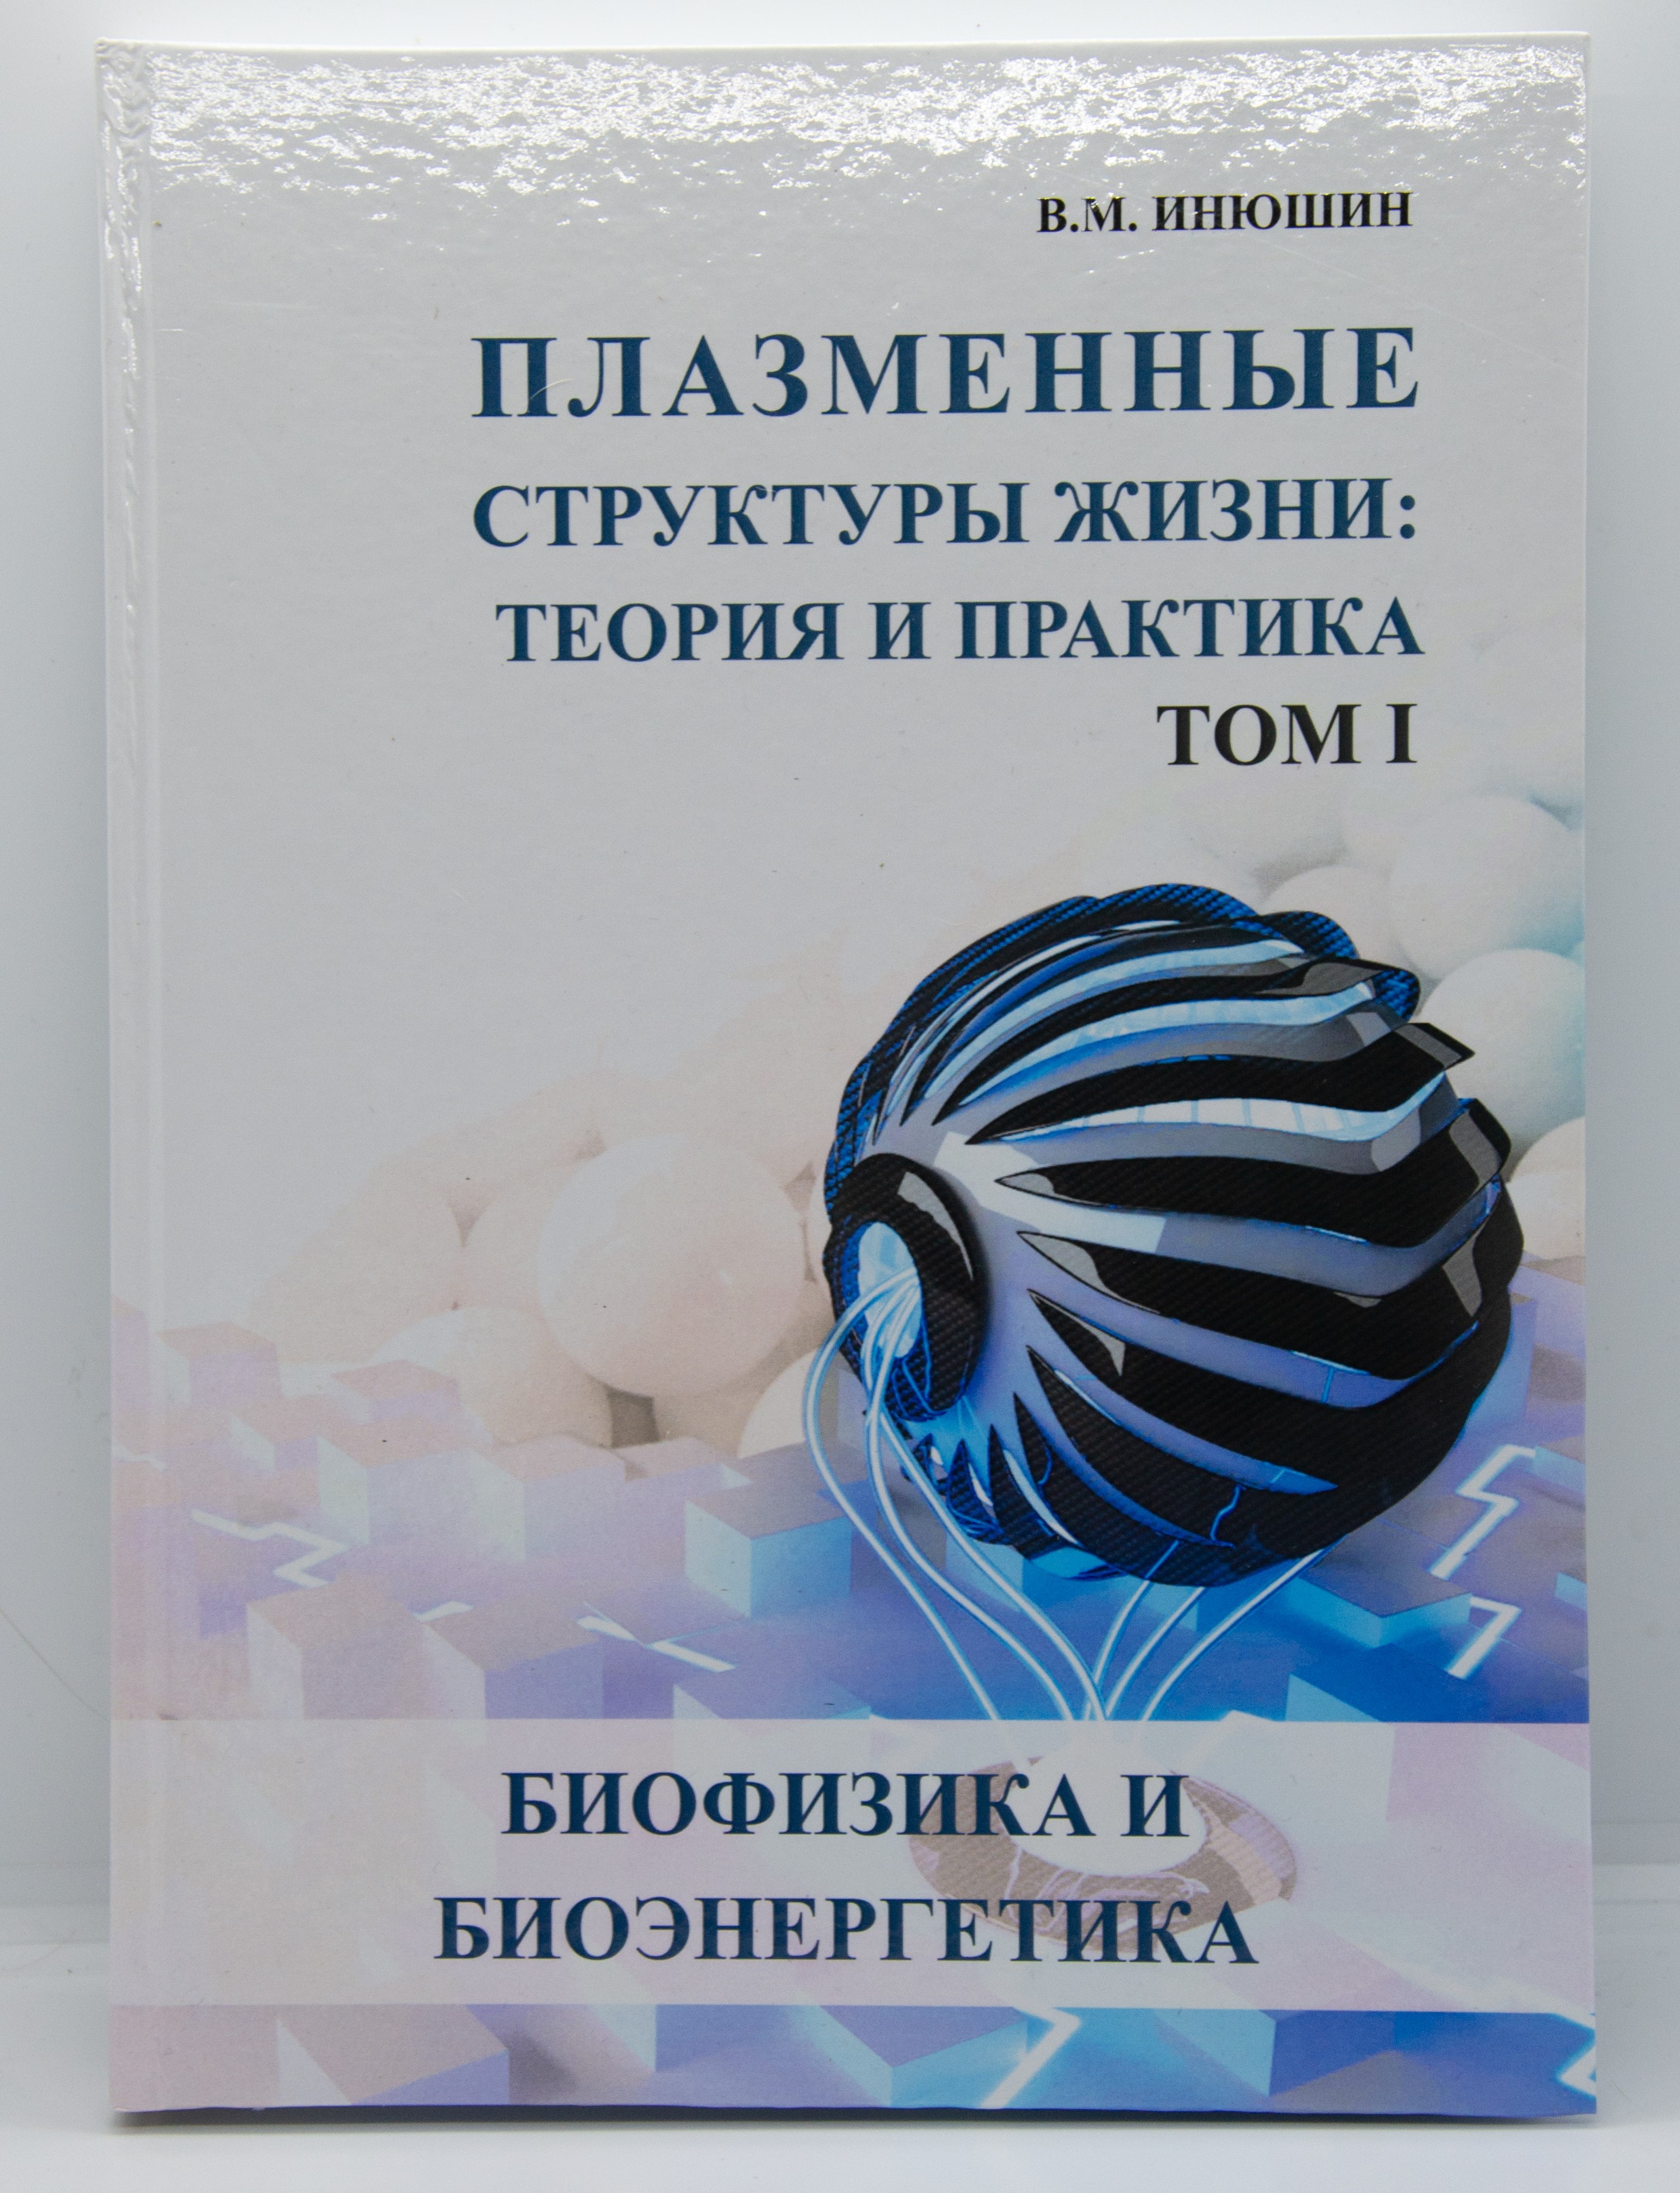 В.М. ИНЮШИН
ПЛАЗМЕННЫЕ
СТРУКТУРЫ ЖИЗНИ:
ТЕОРИЯ И ПРАКТИКА
ТОМ I
БИОФИЗИКА И
БИОЭНЕРГЕТИКА